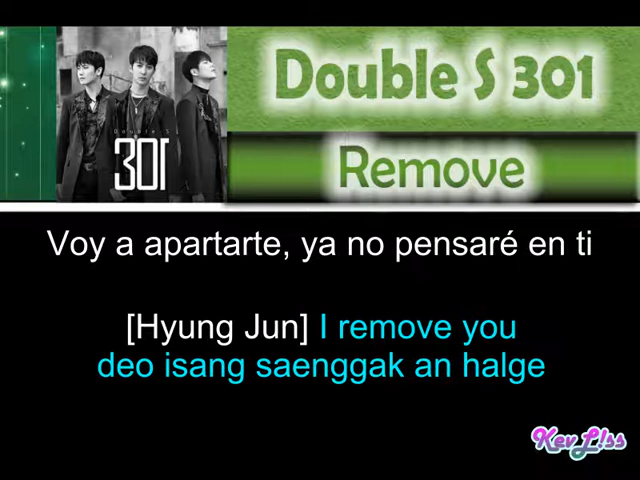 Double S 301
Double S
301
Remove
Voy a apartarte, ya no pensaré en ti
[Hyung Jun] I remove you
deo isang saenggak an halge
KevL!ss